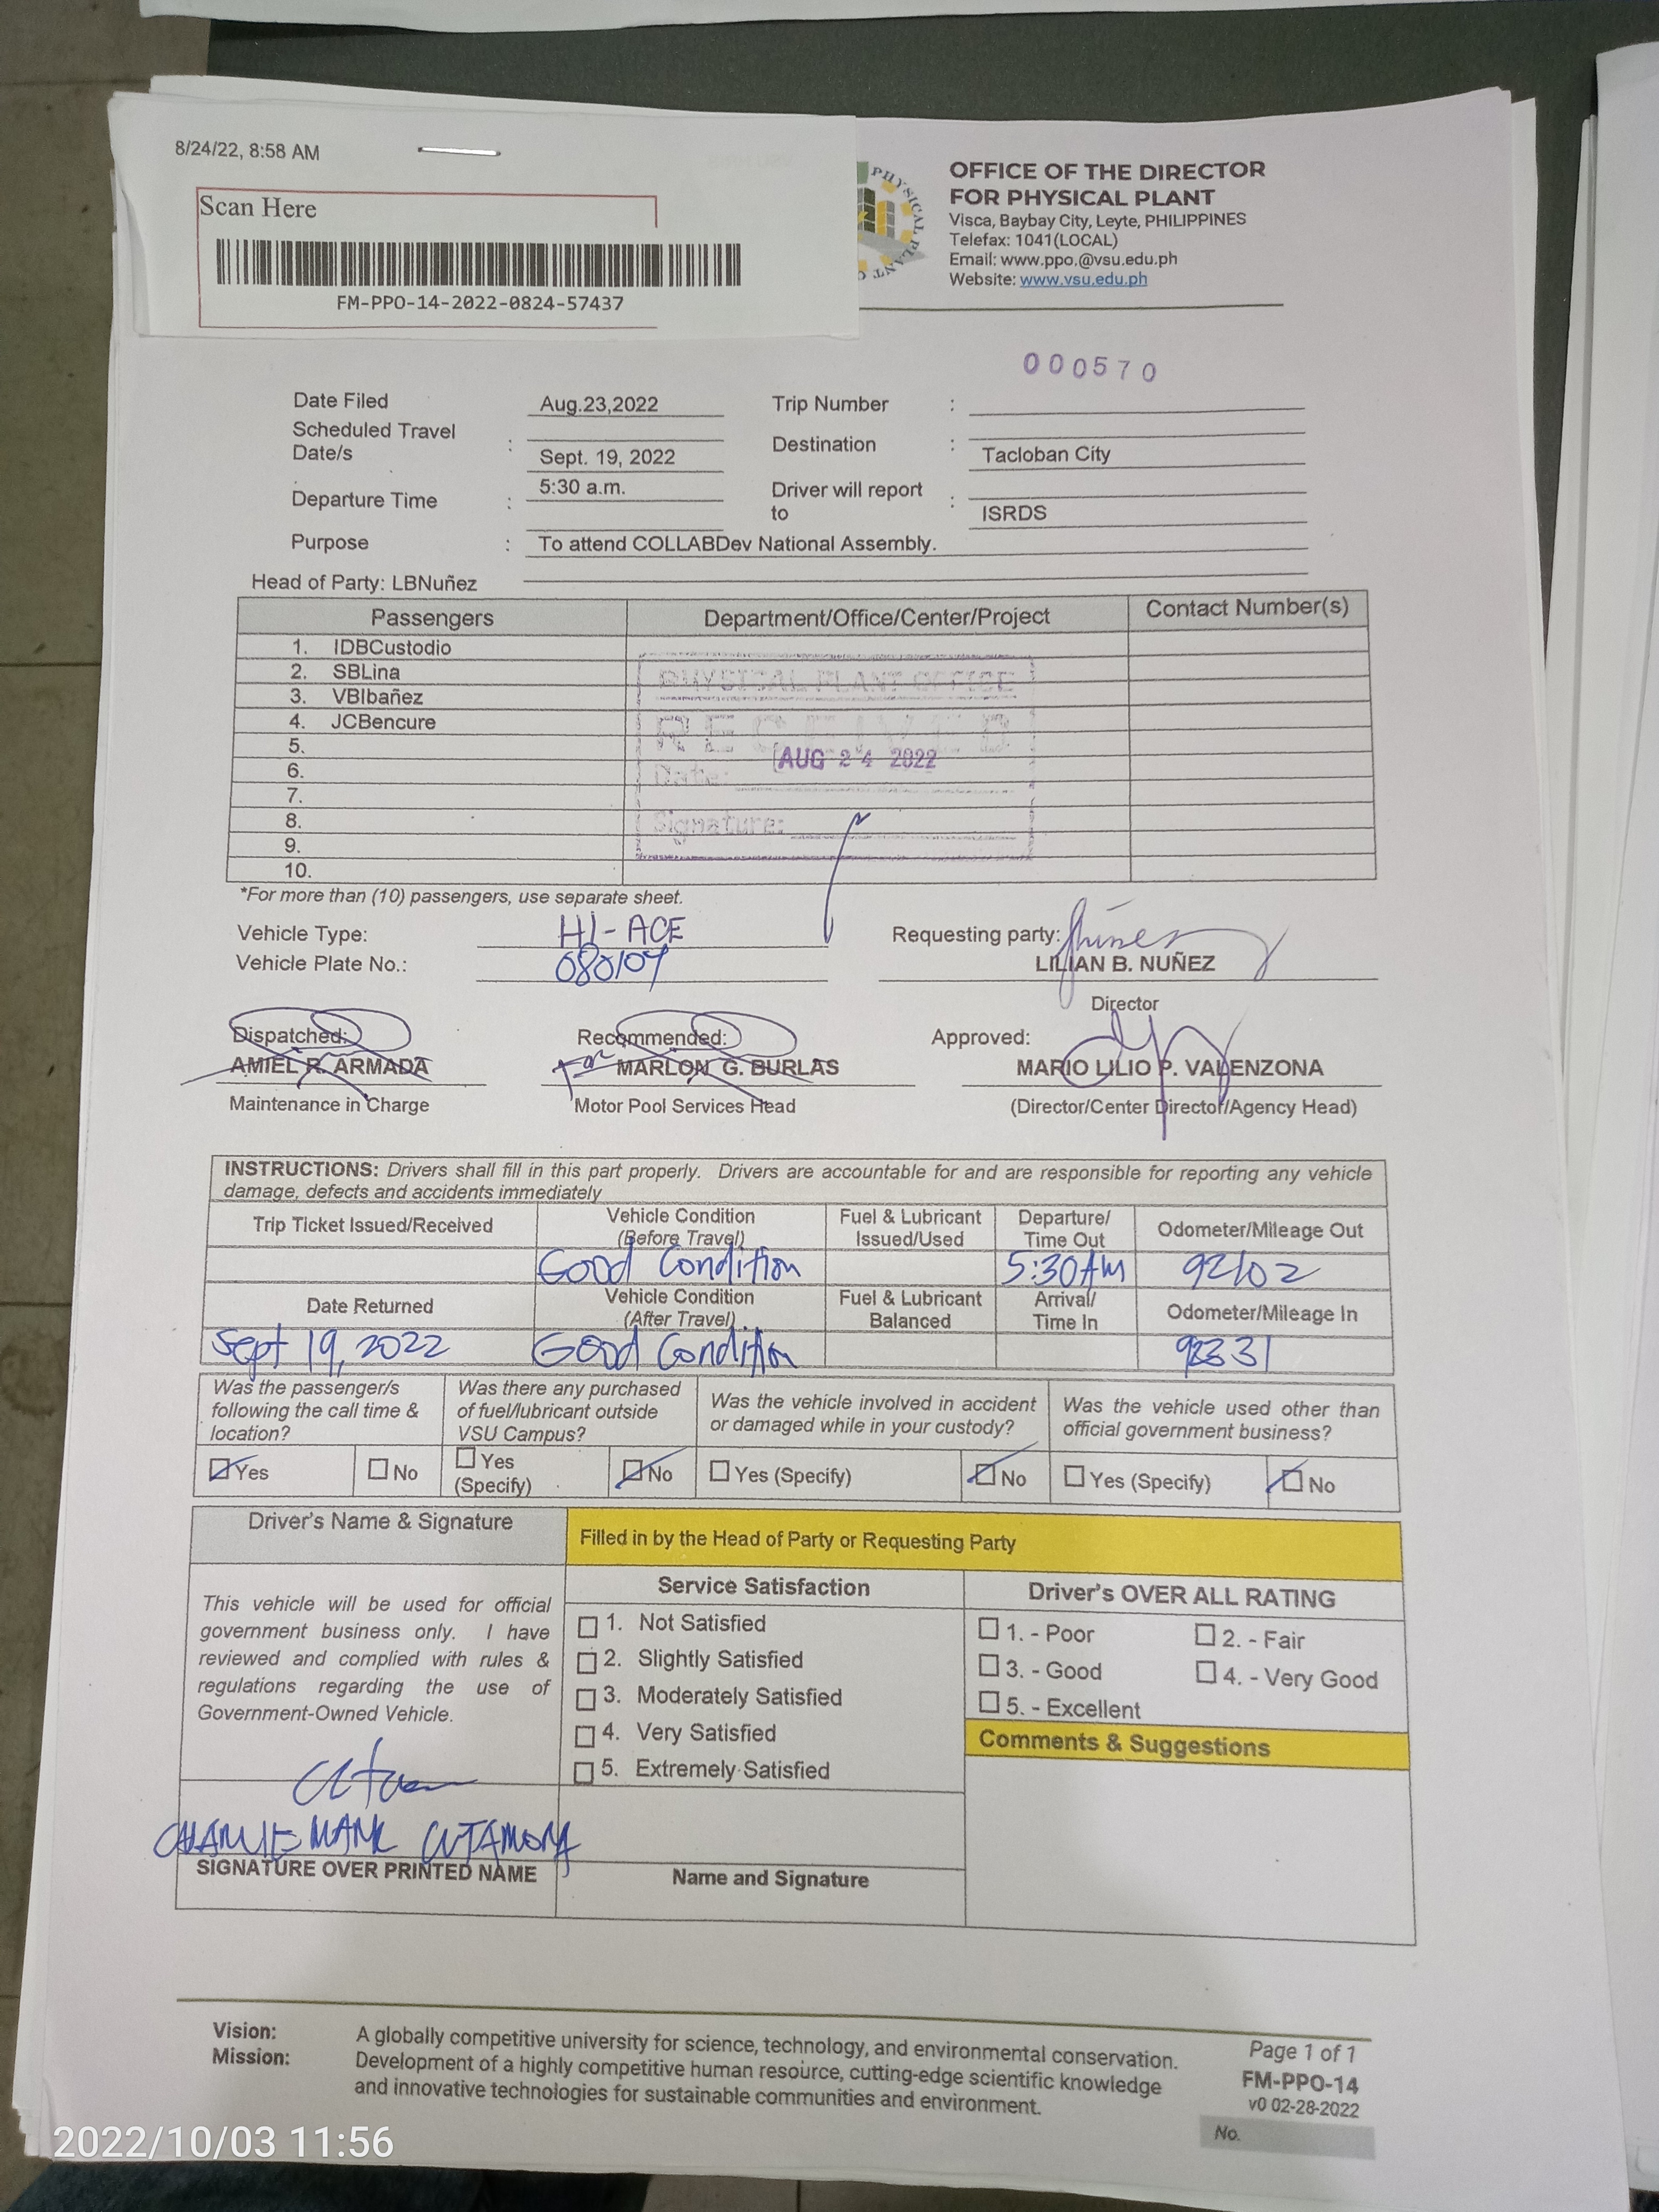 8/24/22, 8:58 AM
Scan Here
FM-PPO-14-2022-0824-57437
PHYSICAL PLANT
OFFICE OF THE DIRECTOR
FOR PHYSICAL PLANT
Visca, Baybay City, Leyte, PHILIPPINES
Telefax: 1041(LOCAL)
Email: www.ppo.@vsu.edu.ph
Website: www.vsu.edu.ph
000570
Date Filed Aug.23,2022 Trip Number :
Scheduled Travel Date/s : Sept. 19, 2022 Destination : Tacloban City
Departure Time : 5:30 a.m. Driver will report to : ISRDS
Purpose : To attend COLLABDev National Assembly.
Head of Party: LBNuñez
Passengers Department/Office/Center/Project Contact Number(s)
1. IDBCustodio
2. SBLina
3. VBIbañez
4. JCBencure
5.
6.
7.
8.
9.
10.
PHYSICAL PLANT OFFICE
RECEIVED
Date: AUG 24 2022
Signature:
*For more than (10) passengers, use separate sheet.
Vehicle Type: HI-ACE
Vehicle Plate No.: 080109
Requesting party:
LILIAN B. NUÑEZ
Director
Dispatched:
AMIEL R. ARMADA
Maintenance in Charge
Recommended:
for MARLON G. BURLAS
Motor Pool Services Head
Approved:
MARIO LILIO P. VALENZONA
(Director/Center Director/Agency Head)
INSTRUCTIONS: Drivers shall fill in this part properly. Drivers are accountable for and are responsible for reporting any vehicle
damage, defects and accidents immediately
Trip Ticket Issued/Received Vehicle Condition (Before Travel) Fuel & Lubricant Issued/Used Departure/ Time Out Odometer/Mileage Out
Good Condition 5:30AM 92102
Date Returned Vehicle Condition (After Travel) Fuel & Lubricant Balanced Arrival/ Time In Odometer/Mileage In
Sept 19, 2022 Good Condition
Was the passenger/s following the call time & location?
Yes No
Was there any purchased of fuel/lubricant outside VSU Campus?
Yes (Specify) No
Was the vehicle involved in accident or damaged while in your custody?
Yes (Specify) No
Was the vehicle used other than official government business?
Yes (Specify) No
Driver's Name & Signature
This vehicle will be used for official
government business only. I have
reviewed and complied with rules &
regulations regarding the use of
Government-Owned Vehicle.
CHARLIE MARK CUTAMORA
SIGNATURE OVER PRINTED NAME
Filled in by the Head of Party or Requesting Party
Service Satisfaction
1. Not Satisfied
2. Slightly Satisfied
3. Moderately Satisfied
4. Very Satisfied
5. Extremely Satisfied
Name and Signature
Driver's OVER ALL RATING
1. - Poor 2. - Fair
3. - Good 4. - Very Good
5. - Excellent
Comments & Suggestions
Vision: A globally competitive university for science, technology, and environmental conservation.
Mission: Development of a highly competitive human resource, cutting-edge scientific knowledge
and innovative technologies for sustainable communities and environment.
Page 1 of 1
FM-PPO-14
v0 02-28-2022
No.
2022/10/03 11:56